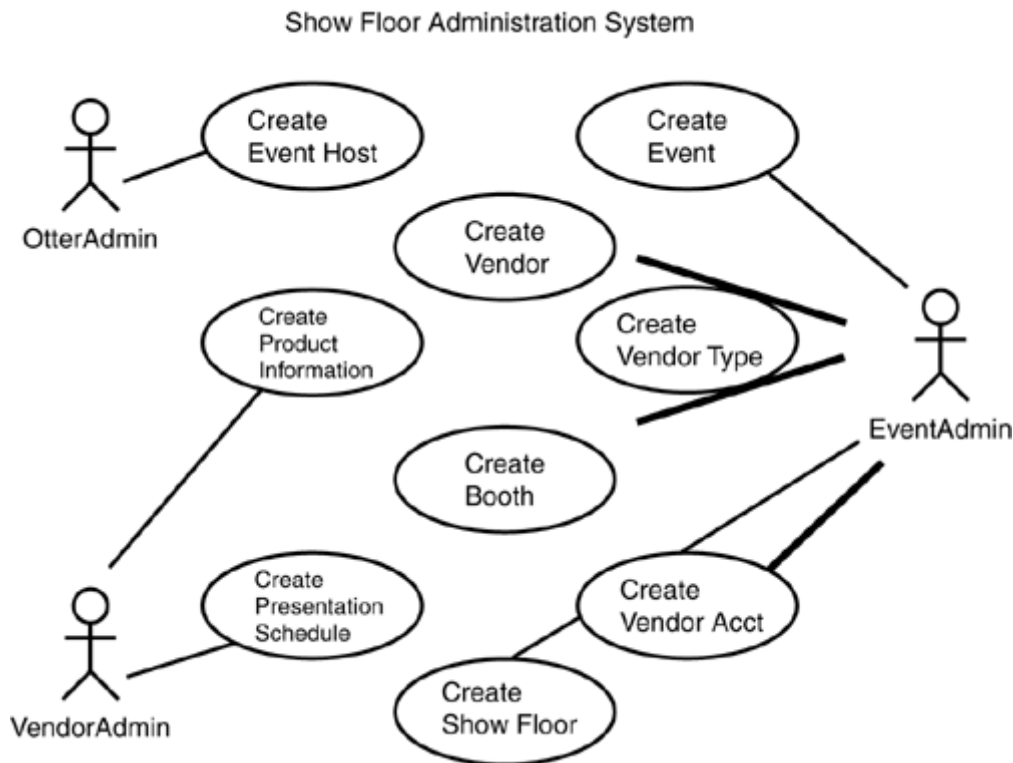 Show Floor Administration System
Create
Event Host
Create
Event
OtterAdmin
Create
Vendor
Create
Product
Information
Create
Vendor Type
EventAdmin
Create
Booth
Create
Presentation
Schedule
Create
Vendor Acct
VendorAdmin
Create
Show Floor